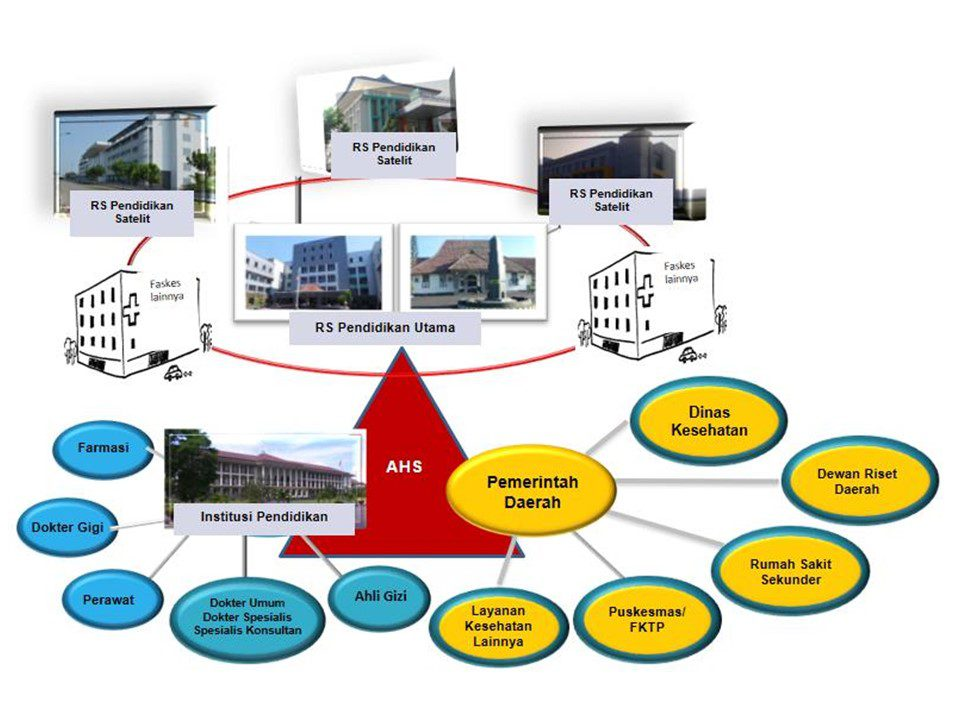 RS Pendidikan
Satelit
RS Pendidikan
Satelit
RS Pendidikan
Satelit
Faskes
lainnya
Faskes
lainnya
RS Pendidikan Utama
Dinas
Kesehatan
Farmasi
AHS
Pemerintah
Daerah
Dewan Riset
Daerah
Institusi Pendidikan
Dokter Gigi
Rumah Sakit
Sekunder
Perawat
Dokter Umum
Dokter Spesialis
Spesialis Konsultan
Ahli Gizi
Layanan
Kesehatan
Lainnya
Puskesmas/
FKTP